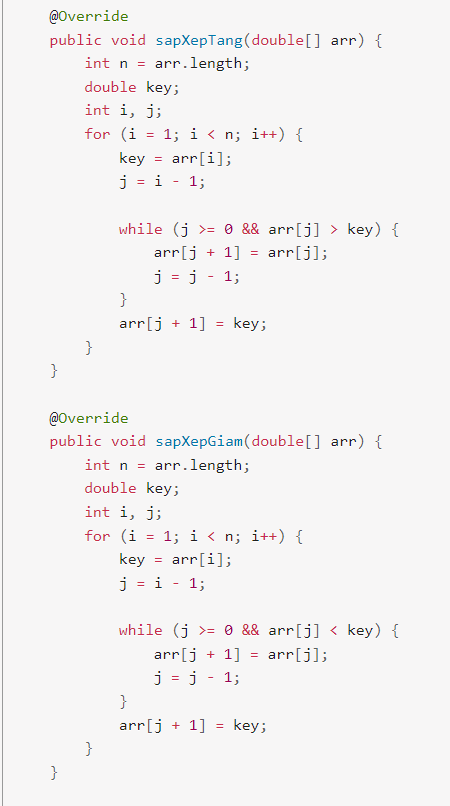 @Override
public void sapXepTang(double[] arr) {
int n = arr.length;
double key;
int i, j;
for (i = 1; i < n; i++) {
key = arr[i];
j = i - 1;
while (j >= 0 && arr[j] > key) {
arr[j + 1] = arr[j];
j = j - 1;
}
arr[j + 1] = key;
}
}
@Override
public void sapXepGiam(double[] arr) {
int n = arr.length;
double key;
int i, j;
for (i = 1; i < n; i++) {
key = arr[i];
j = i - 1;
while (j >= 0 && arr[j] < key) {
arr[j + 1] = arr[j];
j = j - 1;
}
arr[j + 1] = key;
}
}